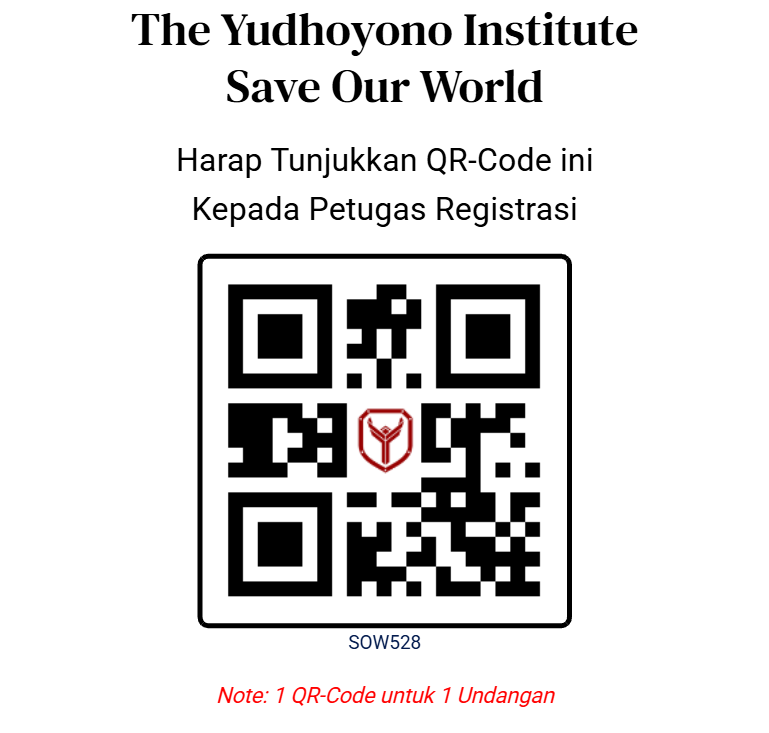 The Yudhoyono Institute
Save Our World
Harap Tunjukkan QR-Code ini
Kepada Petugas Registrasi
SOW528
Note: 1 QR-Code untuk 1 Undangan